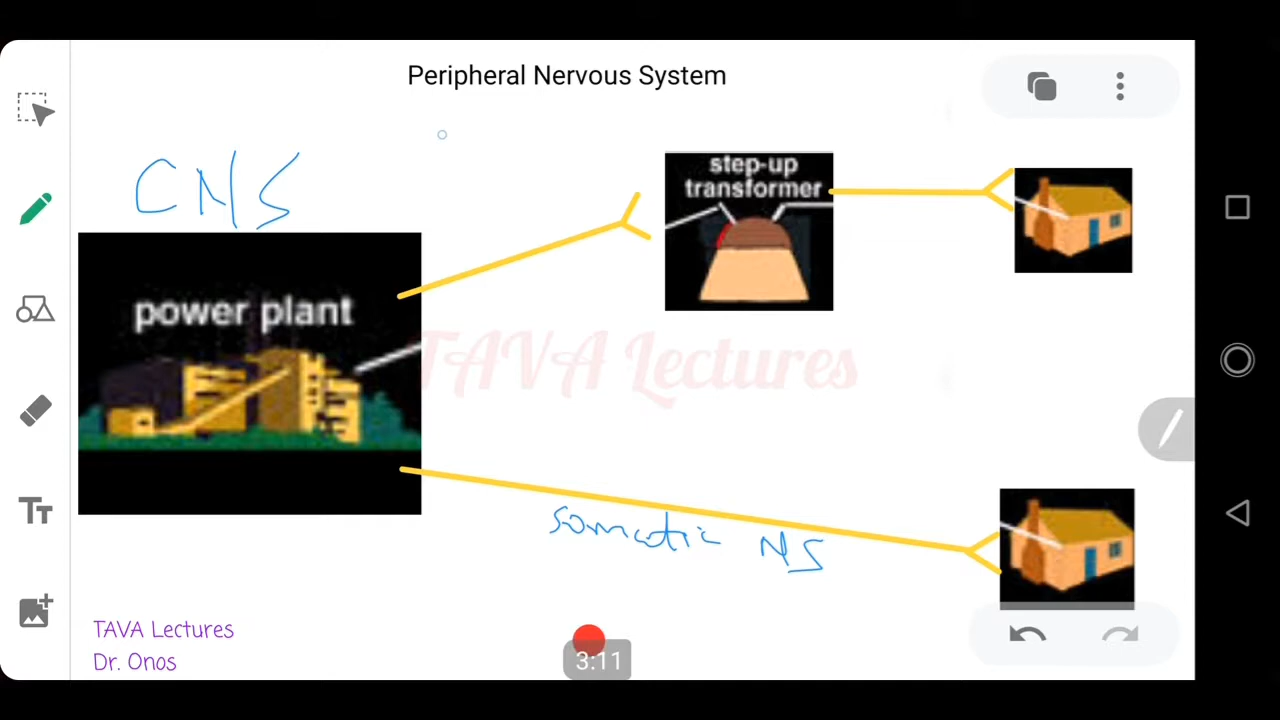 Peripheral Nervous System
CNS
step-up
transformer
power plant
TAVA Lectures
somatic NS
TAVA Lectures
Dr. Onos
3:11
TT